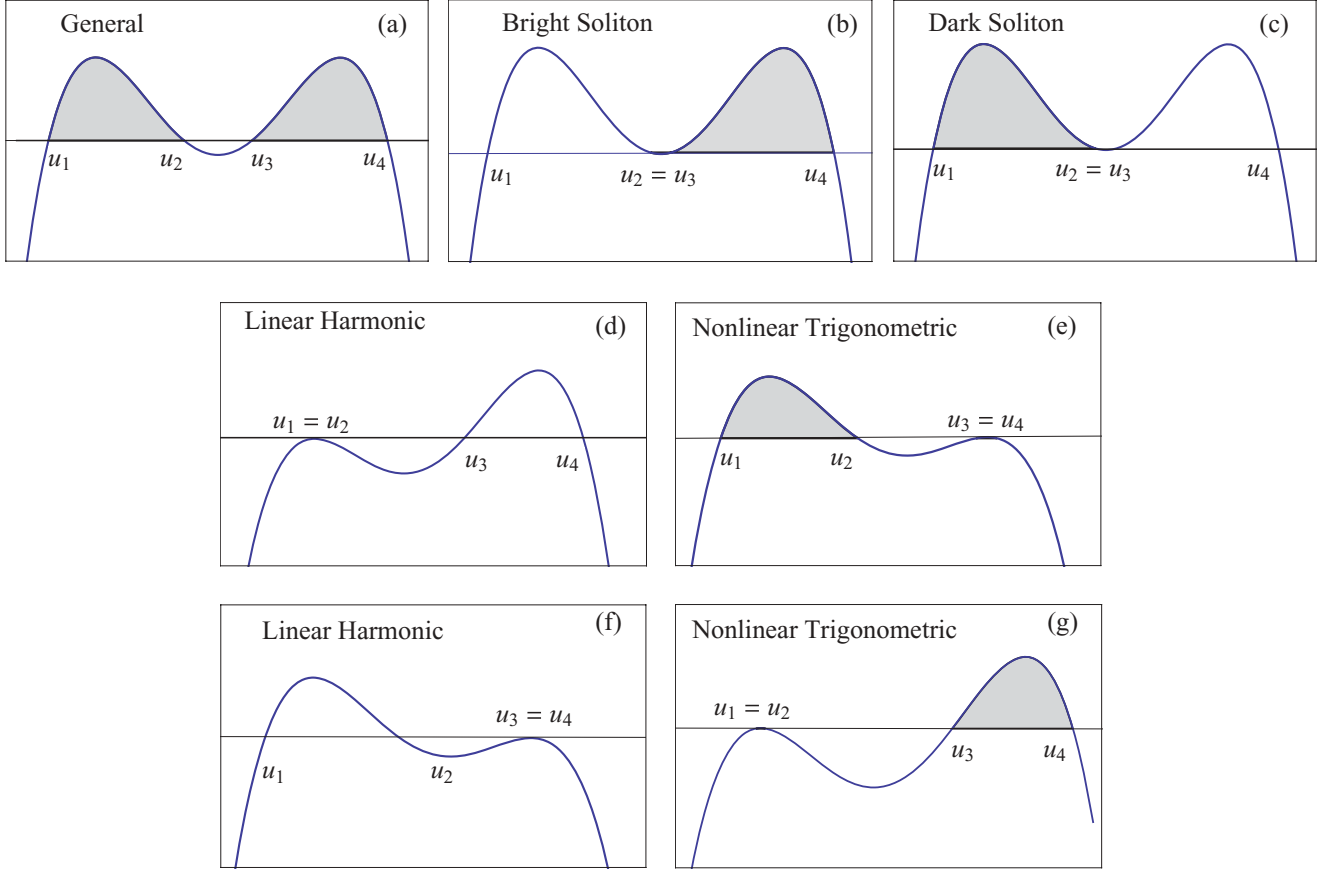 General
(a)
u₁
u₂
u₃
u₄
Bright Soliton
(b)
u₁
u₂ = u₃
u₄
Dark Soliton
(c)
u₁
u₂ = u₃
u₄
Linear Harmonic
(d)
u₁ = u₂
u₃
u₄
Nonlinear Trigonometric
(e)
u₃ = u₄
u₁
u₂
Linear Harmonic
(f)
u₃ = u₄
u₁
u₂
Nonlinear Trigonometric
(g)
u₁ = u₂
u₃
u₄